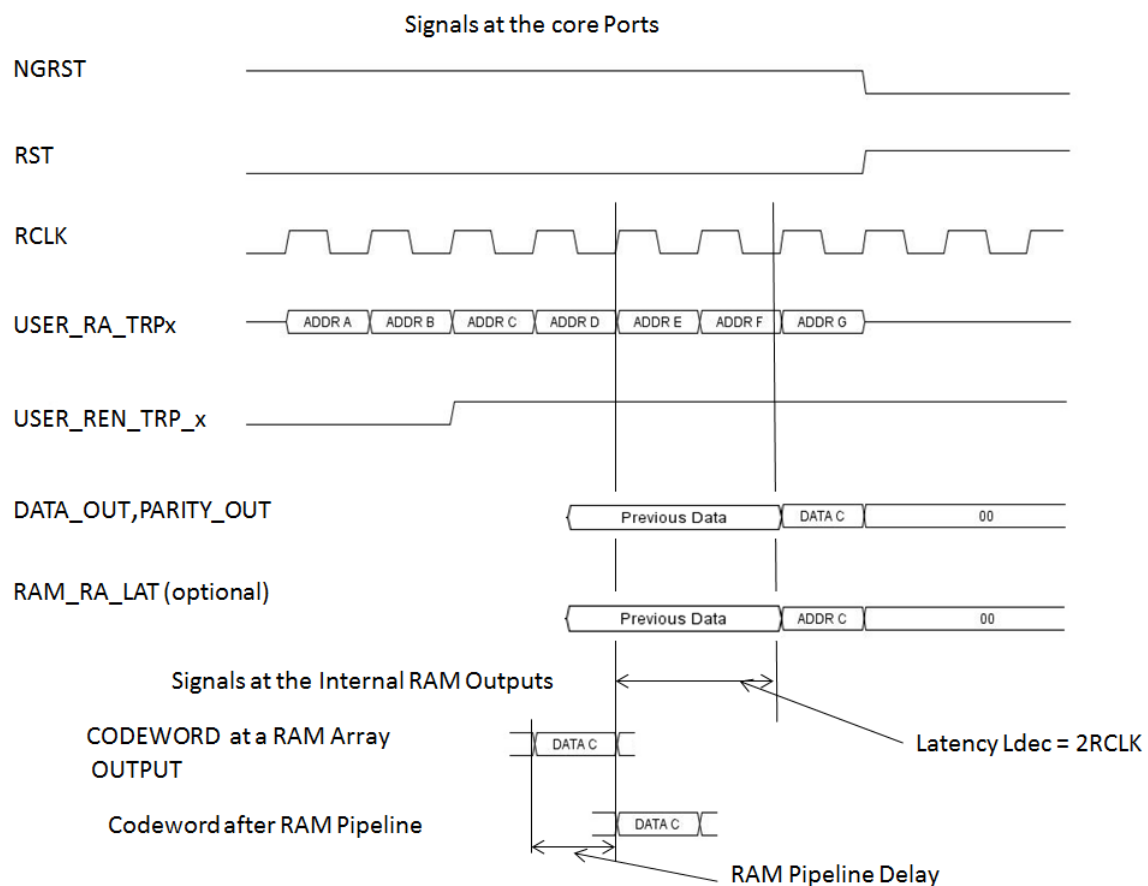 Signals at the core Ports
NGRST
RST
RCLK
USER_RA_TRPx
ADDR A
ADDR B
ADDR C
ADDR D
ADDR E
ADDR F
ADDR G
USER_REN_TRP_x
DATA_OUT,PARITY_OUT
Previous Data
DATA C
00
RAM_RA_LAT (optional)
Previous Data
ADDR C
00
Signals at the Internal RAM Outputs
CODEWORD at a RAM Array
OUTPUT
DATA C
Latency Ldec = 2RCLK
Codeword after RAM Pipeline
DATA C
RAM Pipeline Delay